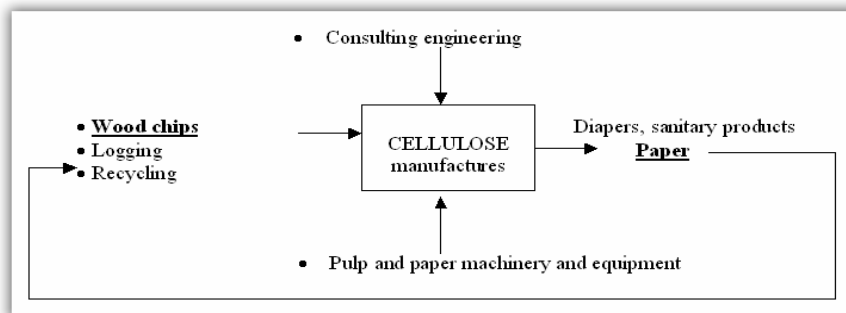 • Consulting engineering
• Wood chips
• Logging
• Recycling
CELLULOSE
manufactures
Diapers, sanitary products
Paper
• Pulp and paper machinery and equipment